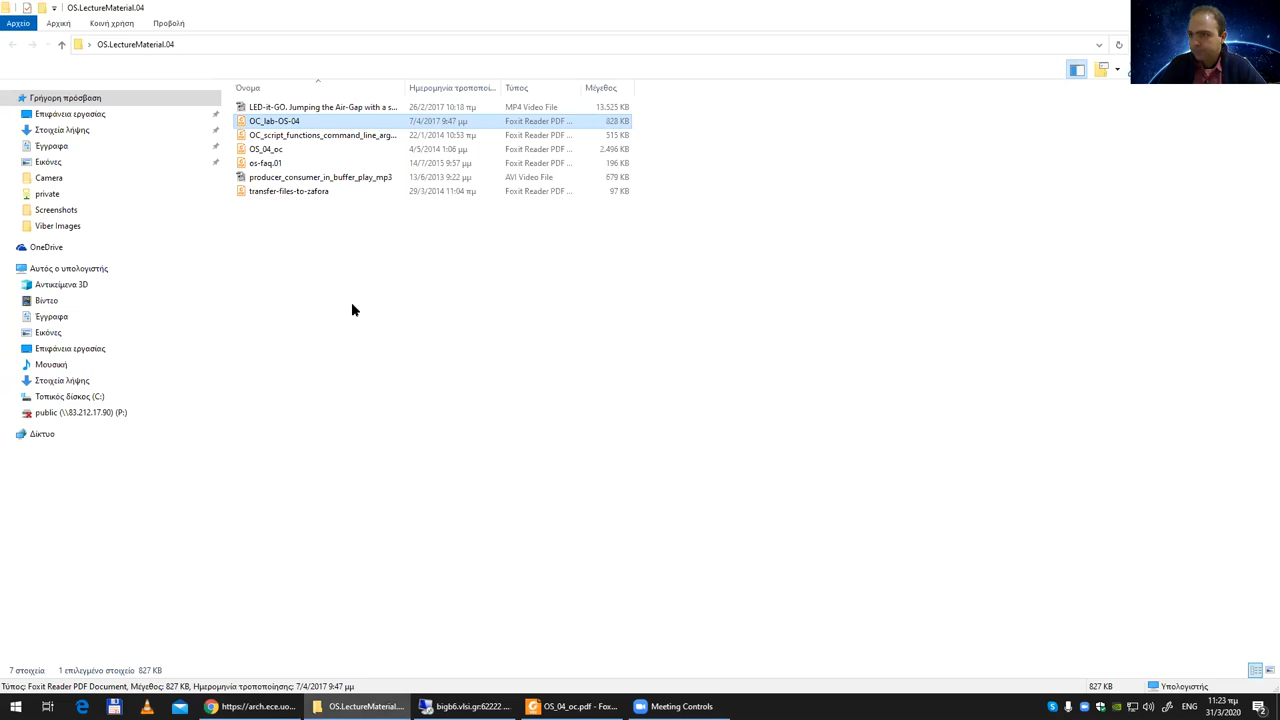 OS.LectureMaterial.04
Αρχείο Αρχική Κοινή χρήση Προβολή
OS.LectureMaterial.04
Όνομα Ημερομηνία τροποποί... Τύπος Μέγεθος
Γρήγορη πρόσβαση
Επιφάνεια εργασίας
Στοιχεία λήψης
Έγγραφα
Εικόνες
Camera
private
Screenshots
Viber Images
OneDrive
Αυτός ο υπολογιστής
Αντικείμενα 3D
Βίντεο
Έγγραφα
Εικόνες
Επιφάνεια εργασίας
Μουσική
Στοιχεία λήψης
Τοπικός δίσκος (C:)
public (\\83.212.17.90) (P:)
Δίκτυο
LED-it-GO. Jumping the Air-Gap with a s... 26/2/2017 10:18 πμ MP4 Video File 13.525 KB
OC_lab-OS-04 7/4/2017 9:47 μμ Foxit Reader PDF ... 828 KB
OC_script_functions_command_line_arg... 22/1/2014 10:53 πμ Foxit Reader PDF ... 515 KB
OS_04_oc 4/5/2014 1:06 μμ Foxit Reader PDF ... 2.496 KB
os-faq.01 14/7/2015 9:57 μμ Foxit Reader PDF ... 196 KB
producer_consumer_in_buffer_play_mp3 13/6/2013 9:22 μμ AVI Video File 679 KB
transfer-files-to-zafora 29/3/2014 11:04 πμ Foxit Reader PDF ... 97 KB
7 στοιχεία 1 επιλεγμένο στοιχείο 827 KB
Τύπος: Foxit Reader PDF Document, Μέγεθος: 827 KB, Ημερομηνία τροποποίησης: 7/4/2017 9:47 μμ 827 KB Υπολογιστής
https://arch.ece.uo... OS.LectureMaterial.... bigb6.vlsi.gr:62222 ... OS_04_oc.pdf - Fox... Meeting Controls ENG 11:23 πμ
31/3/2020 2